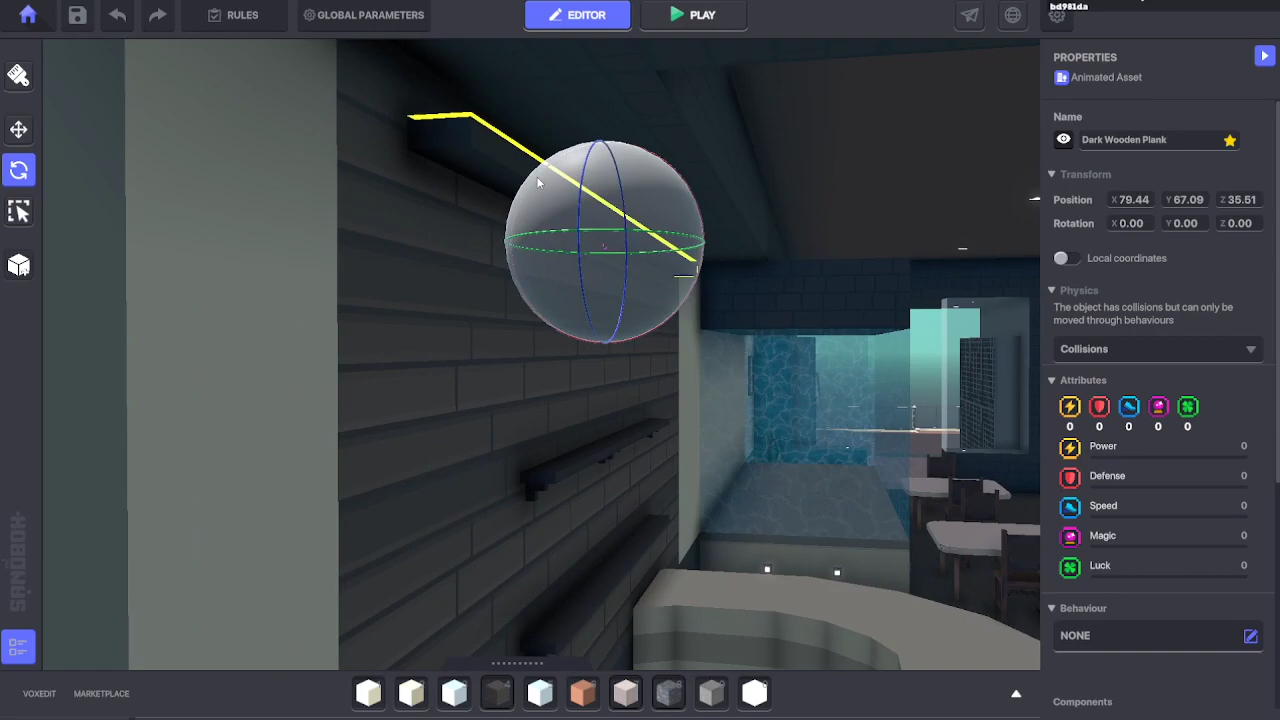 bd981da
RULES
GLOBAL PARAMETERS
EDITOR
PLAY
PROPERTIES
Animated Asset
Name
Dark Wooden Plank
Transform
Position X 79.44 Y 67.09 Z 35.51
Rotation X 0.00 Y 0.00 Z 0.00
Local coordinates
Physics
The object has collisions but can only be
moved through behaviours
Collisions
Attributes
0 0 0 0 0
Power 0
Defense 0
Speed 0
Magic 0
Luck 0
Behaviour
NONE
Components
SANDBOX
VOXEDIT
MARKETPLACE